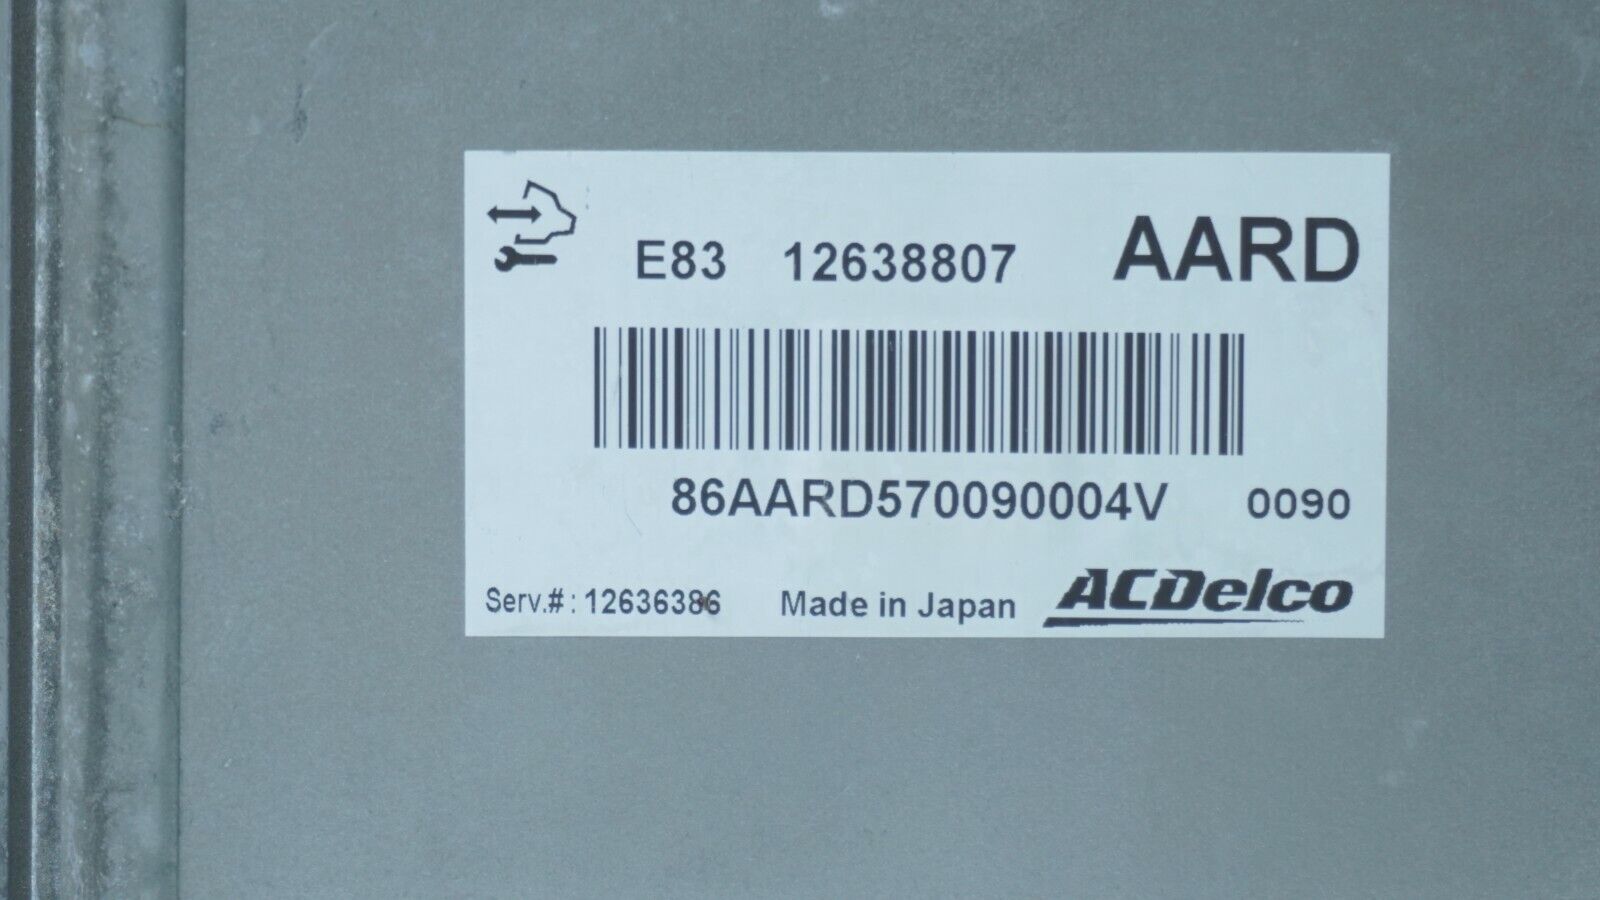 E83 12638807 AARD
86AARD570090004V 0090
Serv.#: 12636386 Made in Japan ACDelco